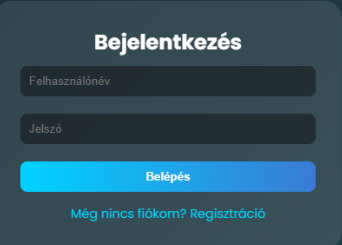 Bejelentkezés
Felhasználónév
Jelszó
Belépés
Még nincs fiókom? Regisztráció